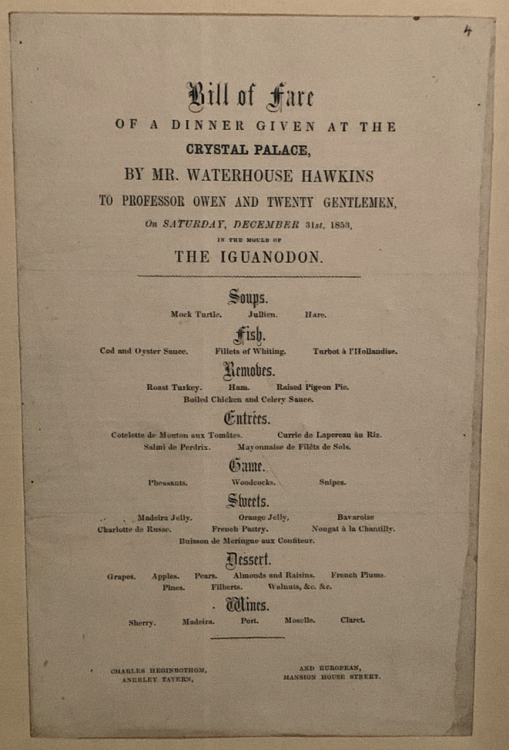 4
Bill of Fare
OF A DINNER GIVEN AT THE
CRYSTAL PALACE,
BY MR. WATERHOUSE HAWKINS
TO PROFESSOR OWEN AND TWENTY GENTLEMEN,
On SATURDAY, DECEMBER 31st, 1853,
IN THE MOULD OF
THE IGUANODON.
Soups.
Mock Turtle. Jullien. Hare.
Fish.
Cod and Oyster Sauce. Fillets of Whiting. Turbot à l'Hollandise.
Removes.
Roast Turkey. Ham. Raised Pigeon Pie.
Boiled Chicken and Celery Sauce.
Entrées.
Cotelette de Mouton aux Tomâtes. Currie de Lapereau au Riz.
Salmi de Perdrix. Mayonnaise de Filêts de Sole.
Game.
Pheasants. Woodcocks. Snipes.
Sweets.
Madeira Jelly. Orange Jelly, Bavaroise
Charlotte de Russe. French Pastry. Nougat à la Chantilly.
Buisson de Meringue aux Confiteur.
Dessert.
Grapes. Apples. Pears. Almonds and Raisins. French Plums.
Pines. Filberts. Walnuts, &c. &c.
Wines.
Sherry. Madeira. Port. Moselle. Claret.
CHARLES HEGINBOTHOM, AND EUROPEAN,
ANERLEY TAVERN, MANSION HOUSE STREET.